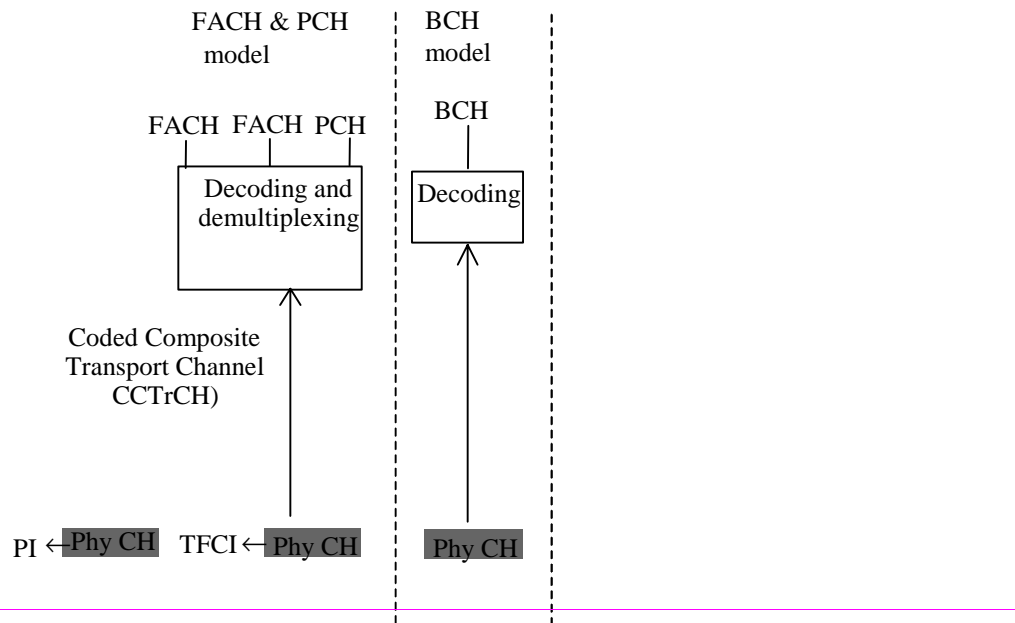 FACH & PCH
model
BCH
model
FACH FACH PCH
BCH
Decoding and
demultiplexing
Decoding
Coded Composite
Transport Channel
CCTrCH)
PI Phy CH
TFCI Phy CH
Phy CH